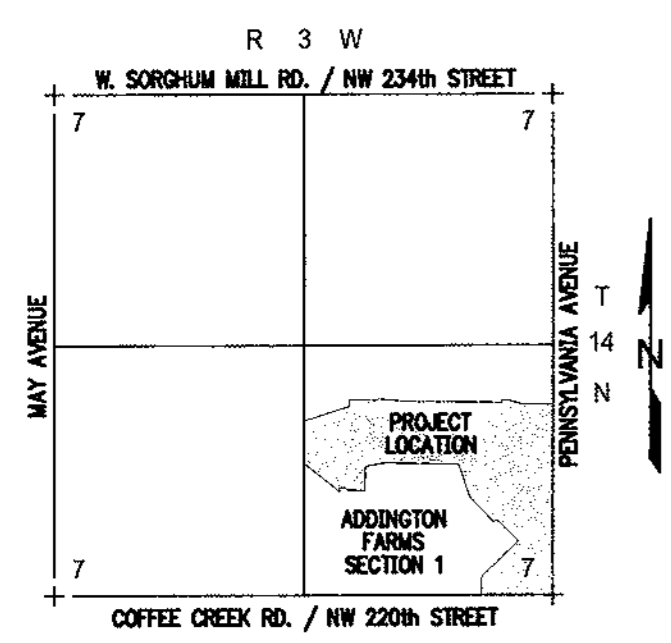 R 3 W
W. SORGHUM MILL RD. / NW 234th STREET
7
7
MAY AVENUE
PENNSYLVANIA AVENUE
T
14
N
N
PROJECT
LOCATION
ADDINGTON
FARMS
SECTION 1
7
7
COFFEE CREEK RD. / NW 220th STREET